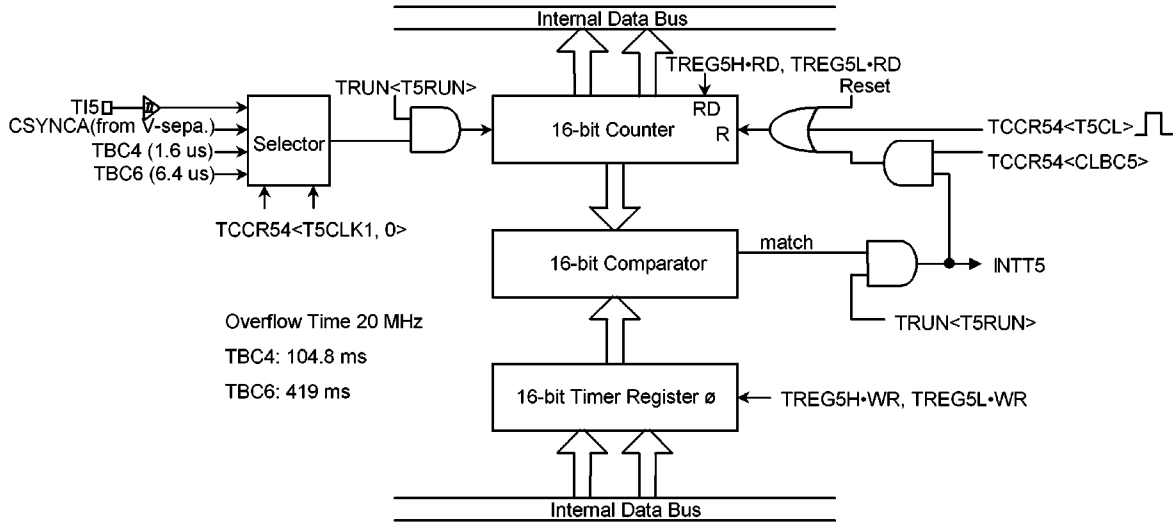 Internal Data Bus
TREG5H•RD, TREG5L•RD
Reset
TI5
TRUN<T5RUN>
RD
CSYNCA(from V-sepa.)
Selector
16-bit Counter
R
TCCR54<T5CL>
TBC4 (1.6 us)
TCCR54<CLBC5>
TBC6 (6.4 us)
TCCR54<T5CLK1, 0>
match
16-bit Comparator
INTT5
Overflow Time 20 MHz
TRUN<T5RUN>
TBC4: 104.8 ms
TBC6: 419 ms
16-bit Timer Register ø
TREG5H•WR, TREG5L•WR
Internal Data Bus